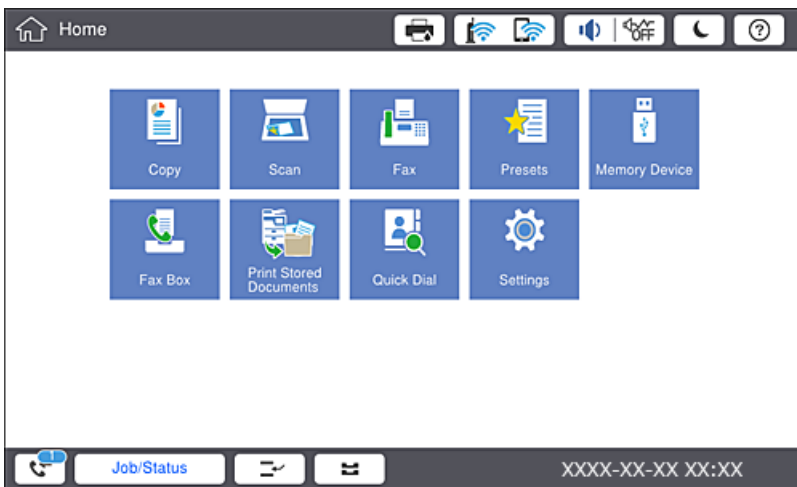 Home
OFF
?
Copy
Scan
Fax
Presets
Memory Device
Fax Box
Print Stored
Documents
Quick Dial
Settings
1
Job/Status
XXXX-XX-XX XX:XX